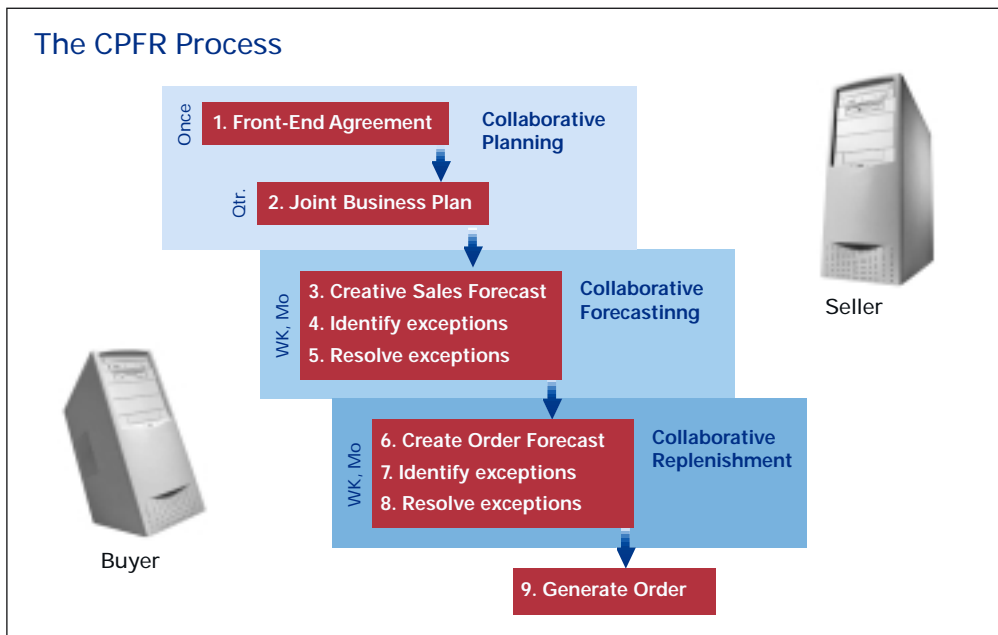 The CPFR Process
Once
1. Front-End Agreement
Collaborative
Planning
Qtr.
2. Joint Business Plan
WK, Mo
3. Creative Sales Forecast
4. Identify exceptions
5. Resolve exceptions
Collaborative
Forecastinng
Seller
WK, Mo
6. Create Order Forecast
7. Identify exceptions
8. Resolve exceptions
Collaborative
Replenishment
Buyer
9. Generate Order